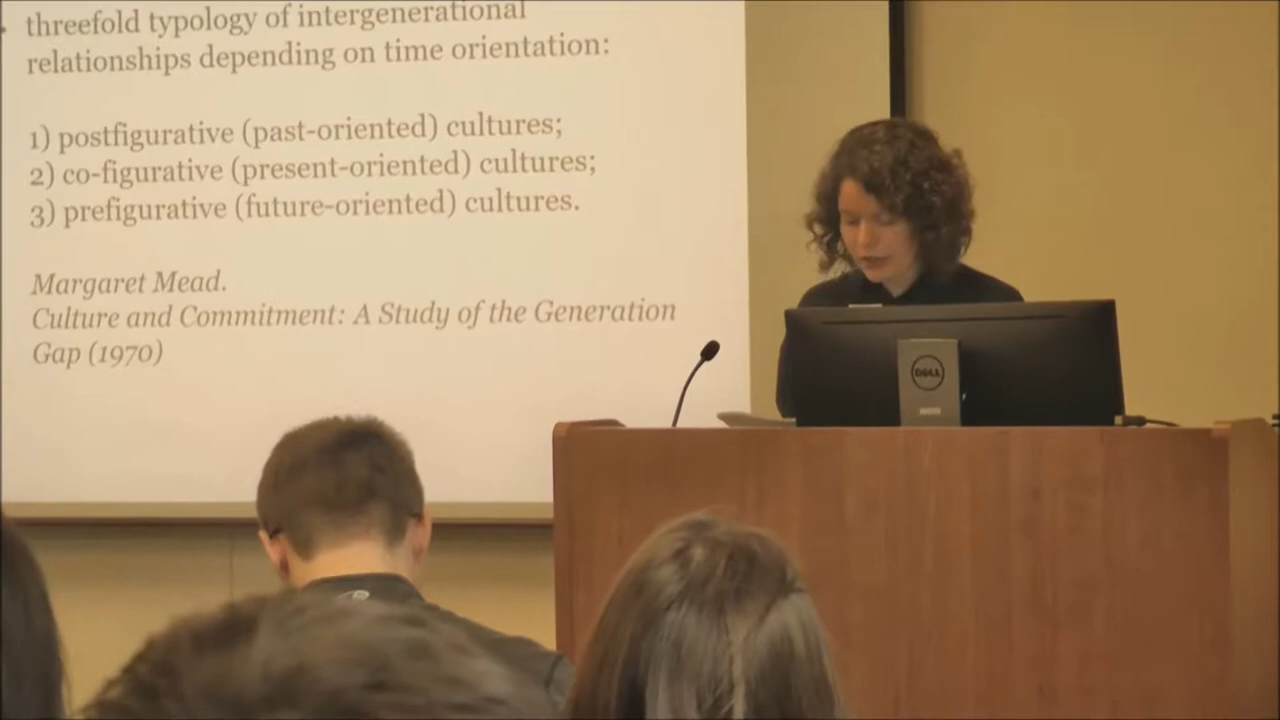 threefold typology of intergenerational
relationships depending on time orientation:
1) postfigurative (past-oriented) cultures;
2) co-figurative (present-oriented) cultures;
3) prefigurative (future-oriented) cultures.
Margaret Mead.
Culture and Commitment: A Study of the Generation
Gap (1970)
DELL